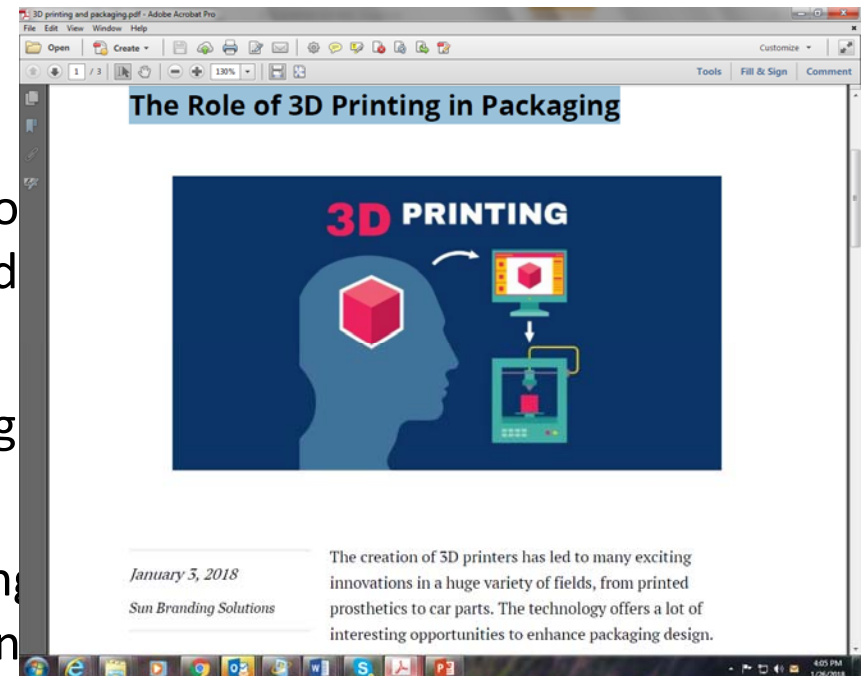 3D printing and packaging.pdf - Adobe Acrobat Pro
File Edit View Window Help
Open Create Customize
1 / 3 130% Tools Fill & Sign Comment
The Role of 3D Printing in Packaging
3D PRINTING
January 3, 2018
Sun Branding Solutions
The creation of 3D printers has led to many exciting
innovations in a huge variety of fields, from printed
prosthetics to car parts. The technology offers a lot of
interesting opportunities to enhance packaging design.
4:05 PM
1/26/2018